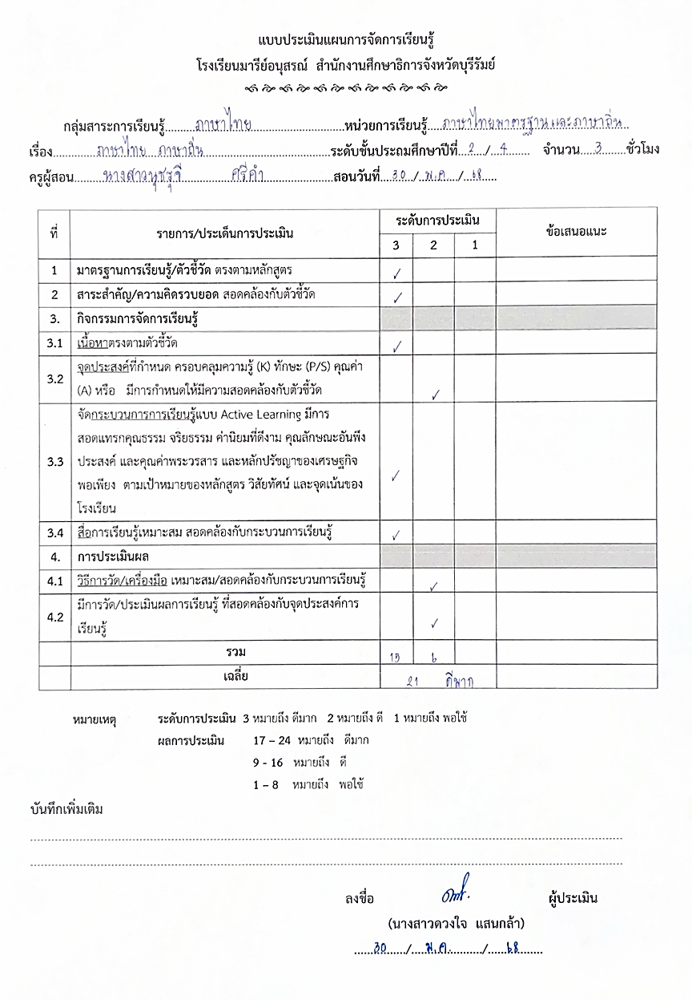 แบบประเมินแผนการจัดการเรียนรู้
โรงเรียนมารีย์อนุสรณ์ สำนักงานศึกษาธิการจังหวัดบุรีรัมย์
กลุ่มสาระการเรียนรู้.........ภาษาไทย.............................หน่วยการเรียนรู้....ภาษาไทยมาตรฐานและภาษาถิ่น..
เรื่อง.............ภาษาไทย ภาษาถิ่น.......................................ระดับชั้นประถมศึกษาปีที่...2.../...4....... จำนวน....3......ชั่วโมง
ครูผู้สอน.........นางสาวนุชรุจี ศรีคำ......................สอนวันที่...30.../...พ.ค.../...68.....
ที่ รายการ/ประเด็นการประเมิน ระดับการประเมิน ข้อเสนอแนะ
3 2 1
1 มาตรฐานการเรียนรู้/ตัวชี้วัด ตรงตามหลักสูตร ✓
2 สาระสำคัญ/ความคิดรวบยอด สอดคล้องกับตัวชี้วัด ✓
3. กิจกรรมการจัดการเรียนรู้
3.1 เนื้อหาตรงตามตัวชี้วัด ✓
3.2 จุดประสงค์ที่กำหนด ครอบคลุมความรู้ (K) ทักษะ (P/S) คุณค่า
(A) หรือ มีการกำหนดให้มีความสอดคล้องกับตัวชี้วัด ✓
3.3 จัดกระบวนการการเรียนรู้แบบ Active Learning มีการ
สอดแทรกคุณธรรม จริยธรรม ค่านิยมที่ดีงาม คุณลักษณะอันพึง
ประสงค์ และคุณค่าพระวรสาร และหลักปรัชญาของเศรษฐกิจ
พอเพียง ตามเป้าหมายของหลักสูตร วิสัยทัศน์ และจุดเน้นของ ✓
โรงเรียน
3.4 สื่อการเรียนรู้เหมาะสม สอดคล้องกับกระบวนการเรียนรู้ ✓
4. การประเมินผล
4.1 วิธีการวัด/เครื่องมือ เหมาะสม/สอดคล้องกับกระบวนการเรียนรู้ ✓
4.2 มีการวัด/ประเมินผลการเรียนรู้ ที่สอดคล้องกับจุดประสงค์การ
เรียนรู้ ✓
รวม 15 6
เฉลี่ย 21 ดีมาก
หมายเหตุ ระดับการประเมิน 3 หมายถึง ดีมาก 2 หมายถึง ดี 1 หมายถึง พอใช้
ผลการประเมิน 17 – 24 หมายถึง ดีมาก
9 - 16 หมายถึง ดี
1 – 8 หมายถึง พอใช้
บันทึกเพิ่มเติม
ลงชื่อ ผู้ประเมิน
(นางสาวดวงใจ แสนกล้า)
......30....../....พ.ค.........../......68.......